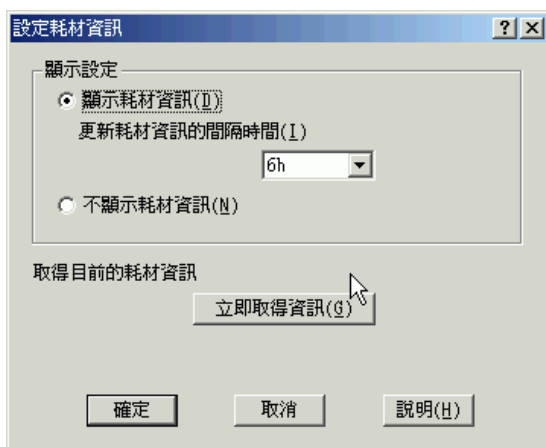 設定耗材資訊
顯示設定
顯示耗材資訊(D)
更新耗材資訊的間隔時間(I)
6h
不顯示耗材資訊(N)
取得目前的耗材資訊
立即取得資訊(G)
確定 取消 說明(H)